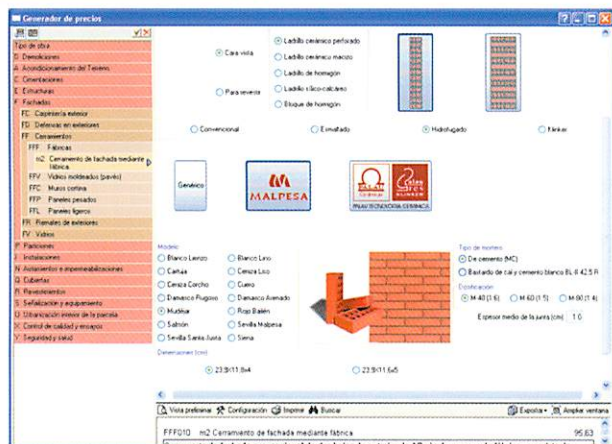 Generador de precios
Tipo de obra
D Demoliciones
A Acondicionamiento del Terreno
C Cimentaciones
E Estructuras
F Fachadas
FC Carpintería exterior
FD Defensas en exteriores
FF Cerramientos
FFF Fábricas
m2 Cerramiento de fachada mediante fábrica
FFV Vidrios moldeados (pavés)
FFC Muros cortina
FFP Paneles pesados
FFL Paneles ligeros
FR Remates de exteriores
FV Vidrios
P Particiones
I Instalaciones
N Aislamientos e impermeabilizaciones
Q Cubiertas
R Revestimientos
S Señalización y equipamiento
U Urbanización interior de la parcela
X Control de calidad y ensayos
Y Seguridad y salud
Cara vista
Para revestir
Ladrillo cerámico perforado
Ladrillo cerámico macizo
Ladrillo de hormigón
Ladrillo sílico-calcáreo
Bloque de hormigón
Convencional
Esmaltado
Hidrofugado
Klinker
Genérico
MALPESA
PALAU TECNOLOGIA CERAMICA
Modelo
Blanco Lienzo
Blanco Lino
Cartuja
Ceniza Liso
Ceniza Corcho
Cuero
Damasco Rugoso
Damasco Arenado
Mudéjar
Rojo Bailén
Salmón
Sevilla Malpesa
Sevilla Santa Justa
Siena
Tipo de mortero
De cemento (MC)
Bastardo de cal y cemento blanco BL-II 42,5 R
Dosificación
M-40 (1:6)
M-60 (1:5)
M-80 (1:4)
Espesor medio de la junta (cm)
1.0
Dimensiones (cm)
23,9X11,6x4
23,9X11,6x5
Vista preliminar
Configuración
Imprimir
Buscar
Exportar
Ampliar ventana
FFF010 m2 Cerramiento de fachada mediante fábrica 95,63